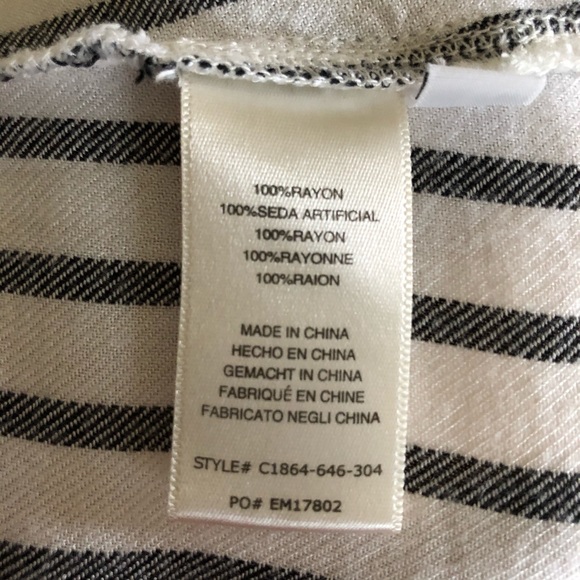 100%RAYON
100%SEDA ARTIFICIAL
100%RAYON
100%RAYONNE
100%RAION
MADE IN CHINA
HECHO EN CHINA
GEMACHT IN CHINA
FABRIQUÉ EN CHINE
FABRICATO NEGLI CHINA
STYLE# C1864-646-304
PO# EM17802